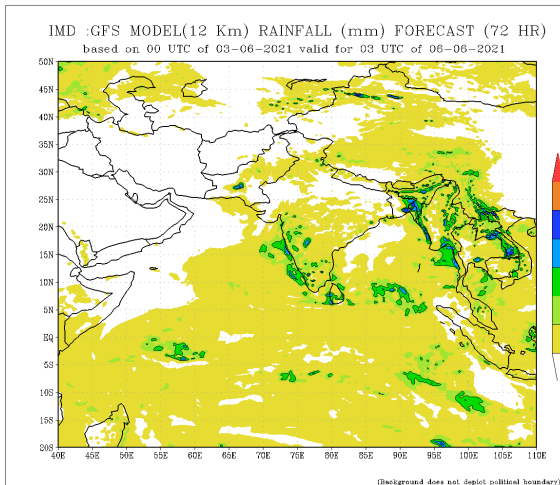 IMD :GFS MODEL(12 Km) RAINFALL (mm) FORECAST (72 HR)
based on 00 UTC of 03-06-2021 valid for 03 UTC of 06-06-2021
50N
45N
40N
35N
30N
25N
20N
15N
10N
5N
EQ
5S
10S
15S
20S
40E 45E 50E 55E 60E 65E 70E 75E 80E 85E 90E 95E 100E 105E 110E
(Background does not depict political boundary)